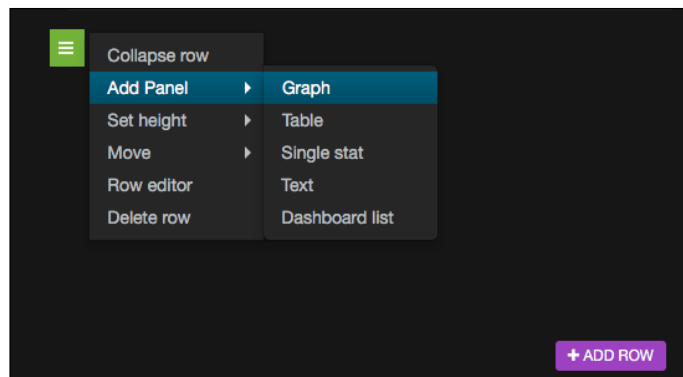 Collapse row
Add Panel
Set height
Move
Row editor
Delete row
Graph
Table
Single stat
Text
Dashboard list
+ ADD ROW